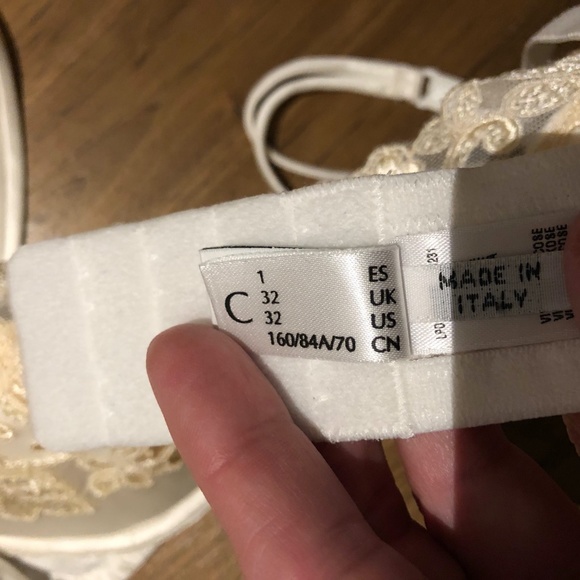 C
1 ES
32 UK
32 US
160/84A/70 CN
MADE IN
ITALY